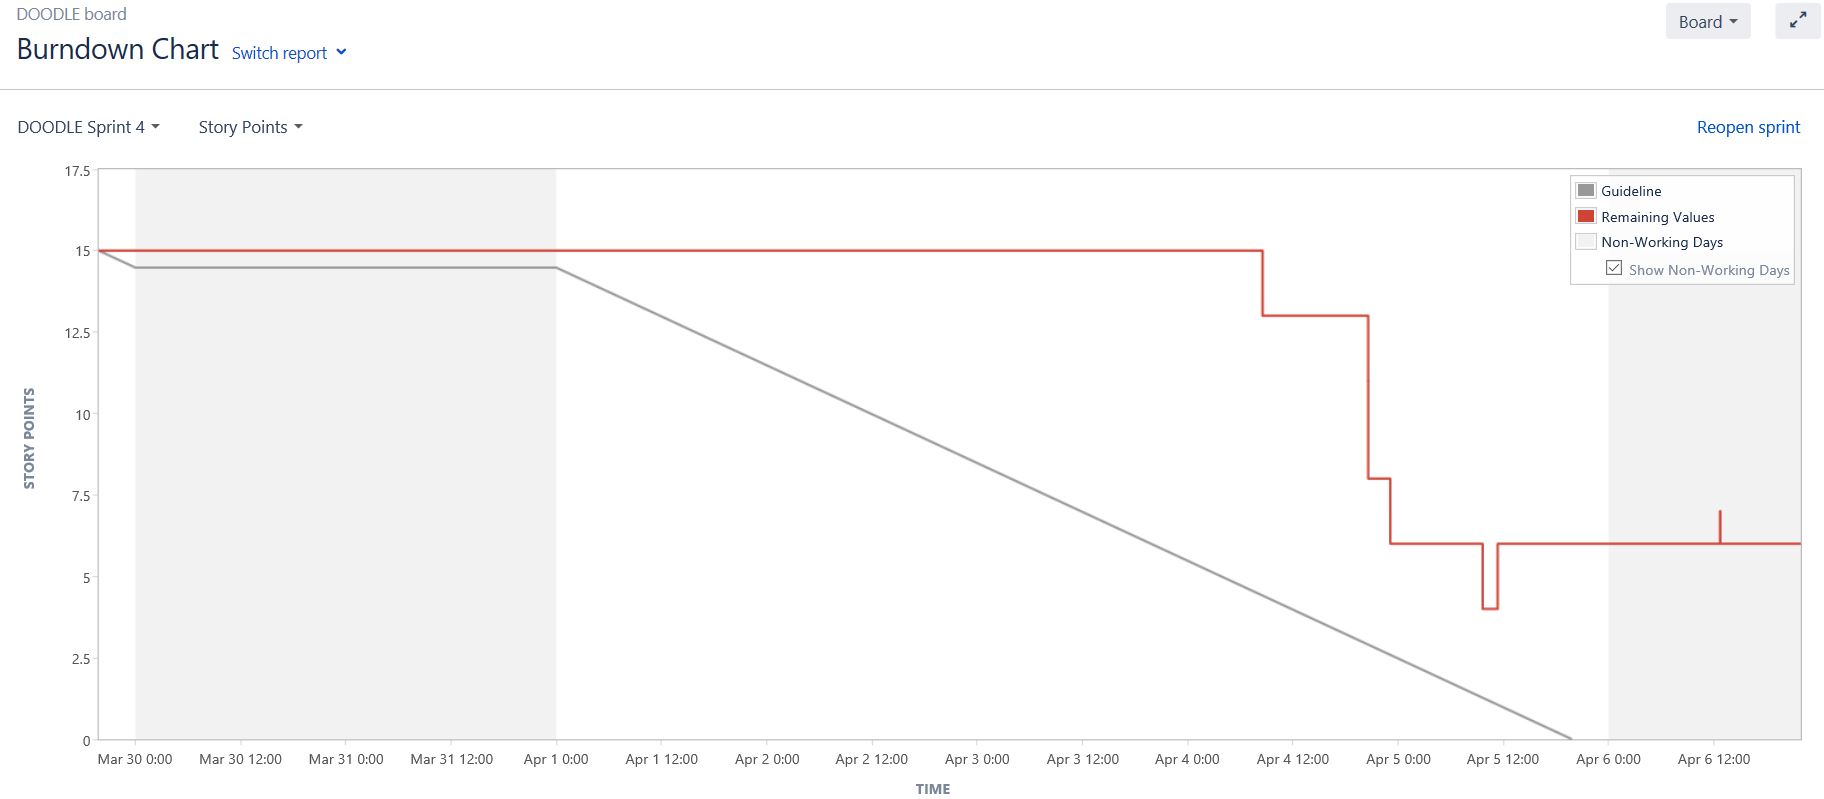 DOODLE board
Board
Burndown Chart Switch report
DOODLE Sprint 4 Story Points Reopen sprint
17.5
15
12.5
10
7.5
5
2.5
0
STORY POINTS
Guideline
Remaining Values
Non-Working Days
Show Non-Working Days
Mar 30 0:00 Mar 30 12:00 Mar 31 0:00 Mar 31 12:00 Apr 1 0:00 Apr 1 12:00 Apr 2 0:00 Apr 2 12:00 Apr 3 0:00 Apr 3 12:00 Apr 4 0:00 Apr 4 12:00 Apr 5 0:00 Apr 5 12:00 Apr 6 0:00 Apr 6 12:00
TIME